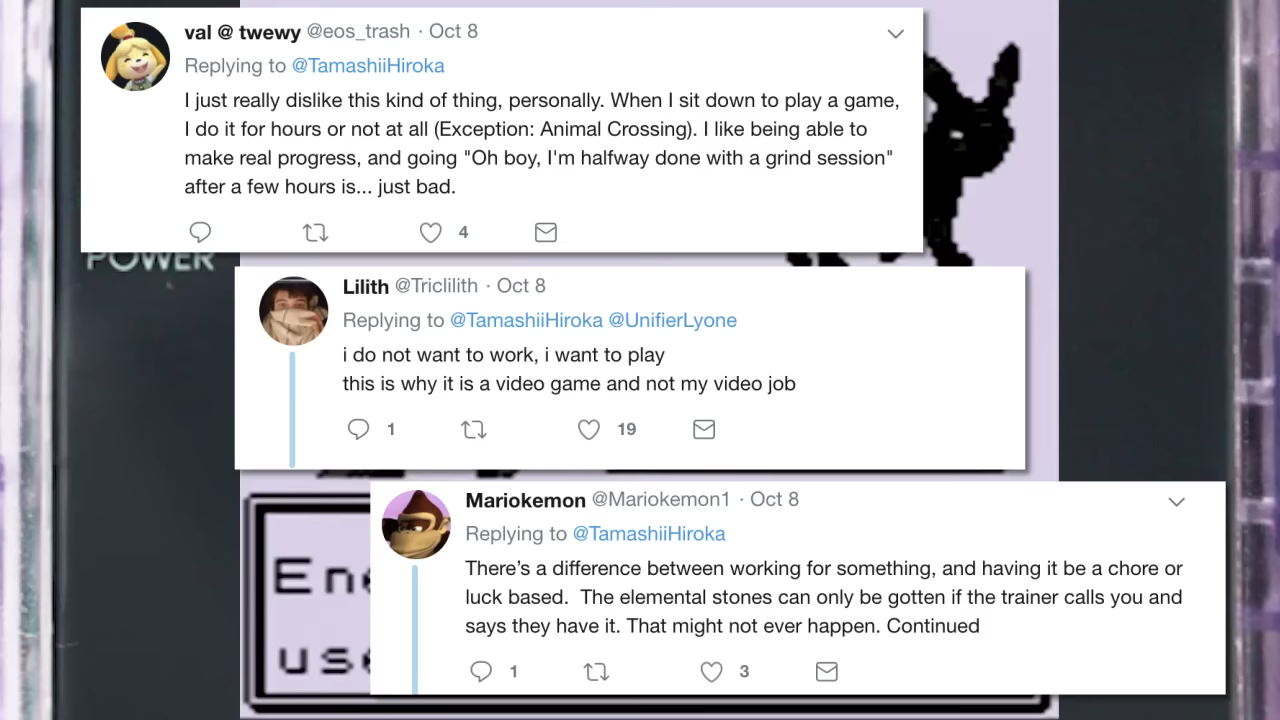 val @ twewy @eos_trash · Oct 8
Replying to @TamashiiHiroka
I just really dislike this kind of thing, personally. When I sit down to play a game,
I do it for hours or not at all (Exception: Animal Crossing). I like being able to
make real progress, and going "Oh boy, I'm halfway done with a grind session"
after a few hours is... just bad.
4
POWER
Lilith @Triclilith · Oct 8
Replying to @TamashiiHiroka @UnifierLyone
i do not want to work, i want to play
this is why it is a video game and not my video job
1 19
Mariokemon @Mariokemon1 · Oct 8
Replying to @TamashiiHiroka
There’s a difference between working for something, and having it be a chore or
luck based.  The elemental stones can only be gotten if the trainer calls you and
says they have it. That might not ever happen. Continued
1 3
Ene
use